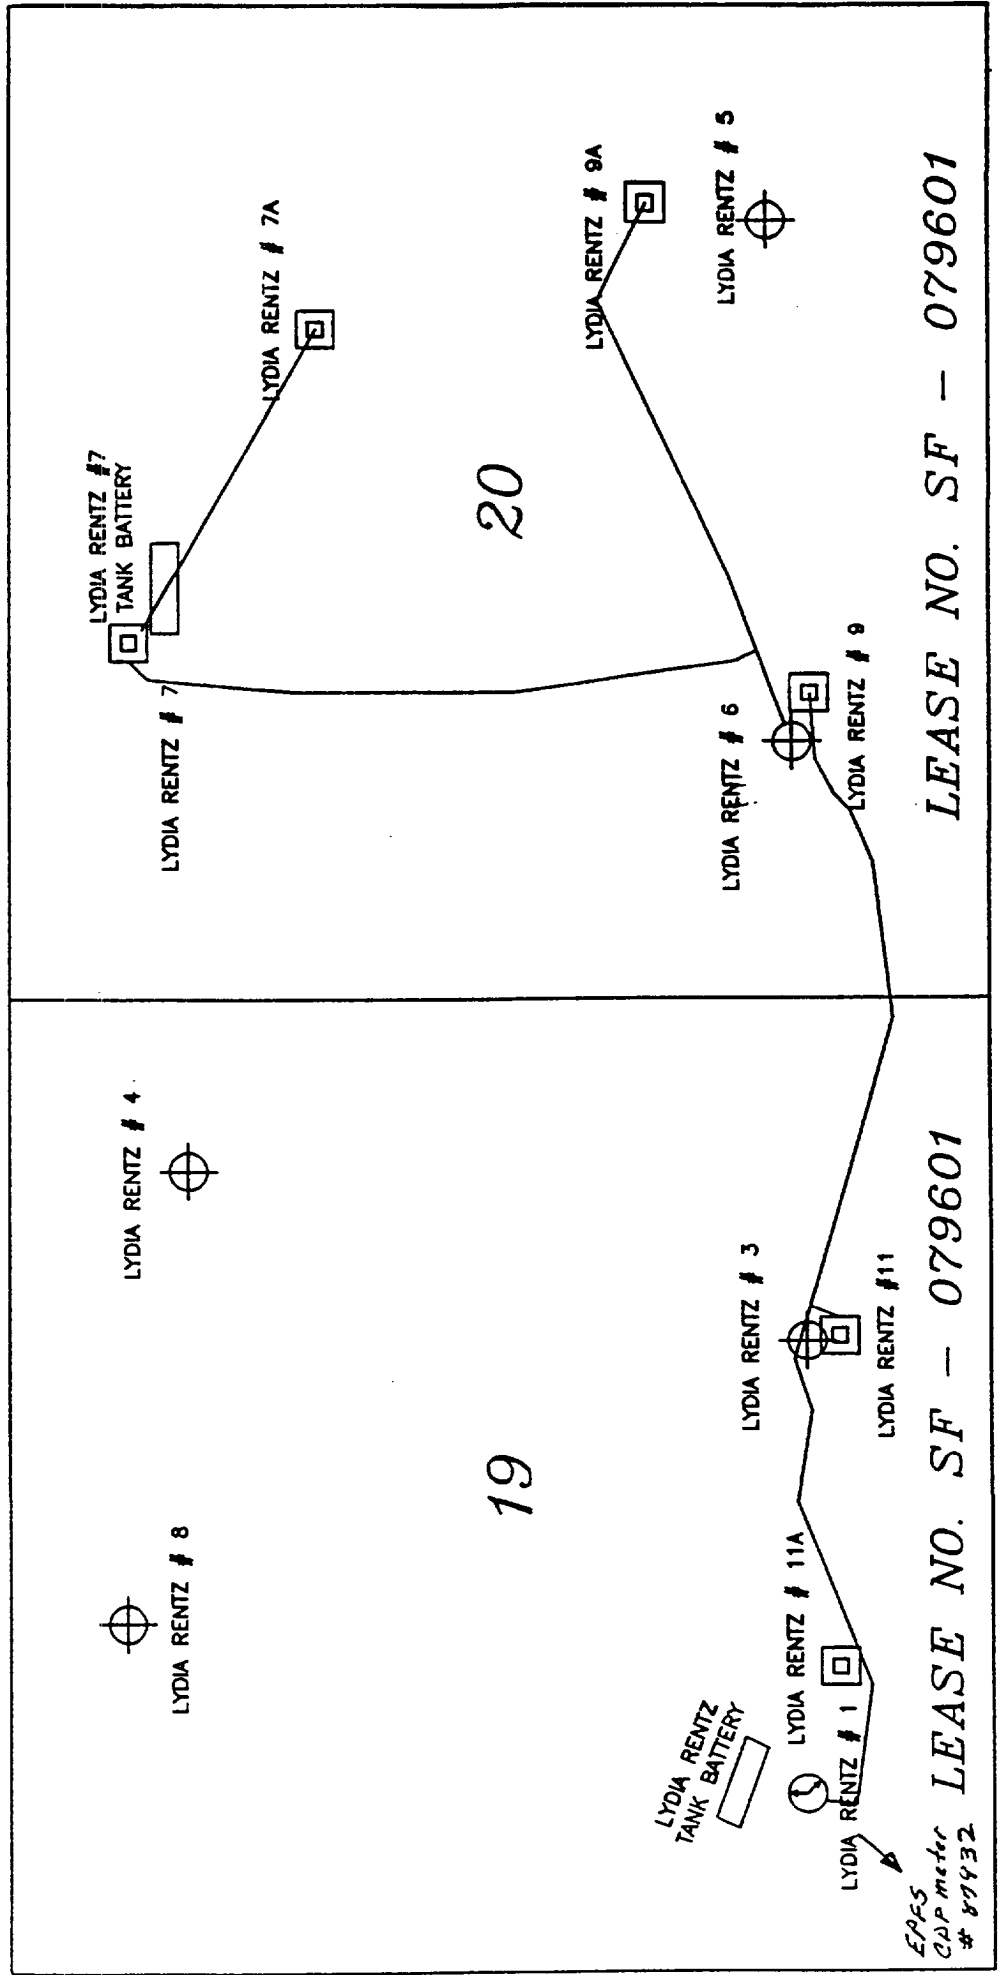 LYDIA RENTZ # 8
LYDIA RENTZ # 4
19
LYDIA RENTZ
TANK BATTERY
LYDIA RENTZ # 11A
LYDIA RENTZ # 1
LYDIA RENTZ # 3
LYDIA RENTZ #11
EPFS
CDP meter
# 87432
LEASE NO. SF - 079601
LYDIA RENTZ #7
TANK BATTERY
LYDIA RENTZ # 7
LYDIA RENTZ # 7A
20
LYDIA RENTZ # 9A
LYDIA RENTZ # 5
LYDIA RENTZ # 6
LYDIA RENTZ # 9
LEASE NO. SF - 079601